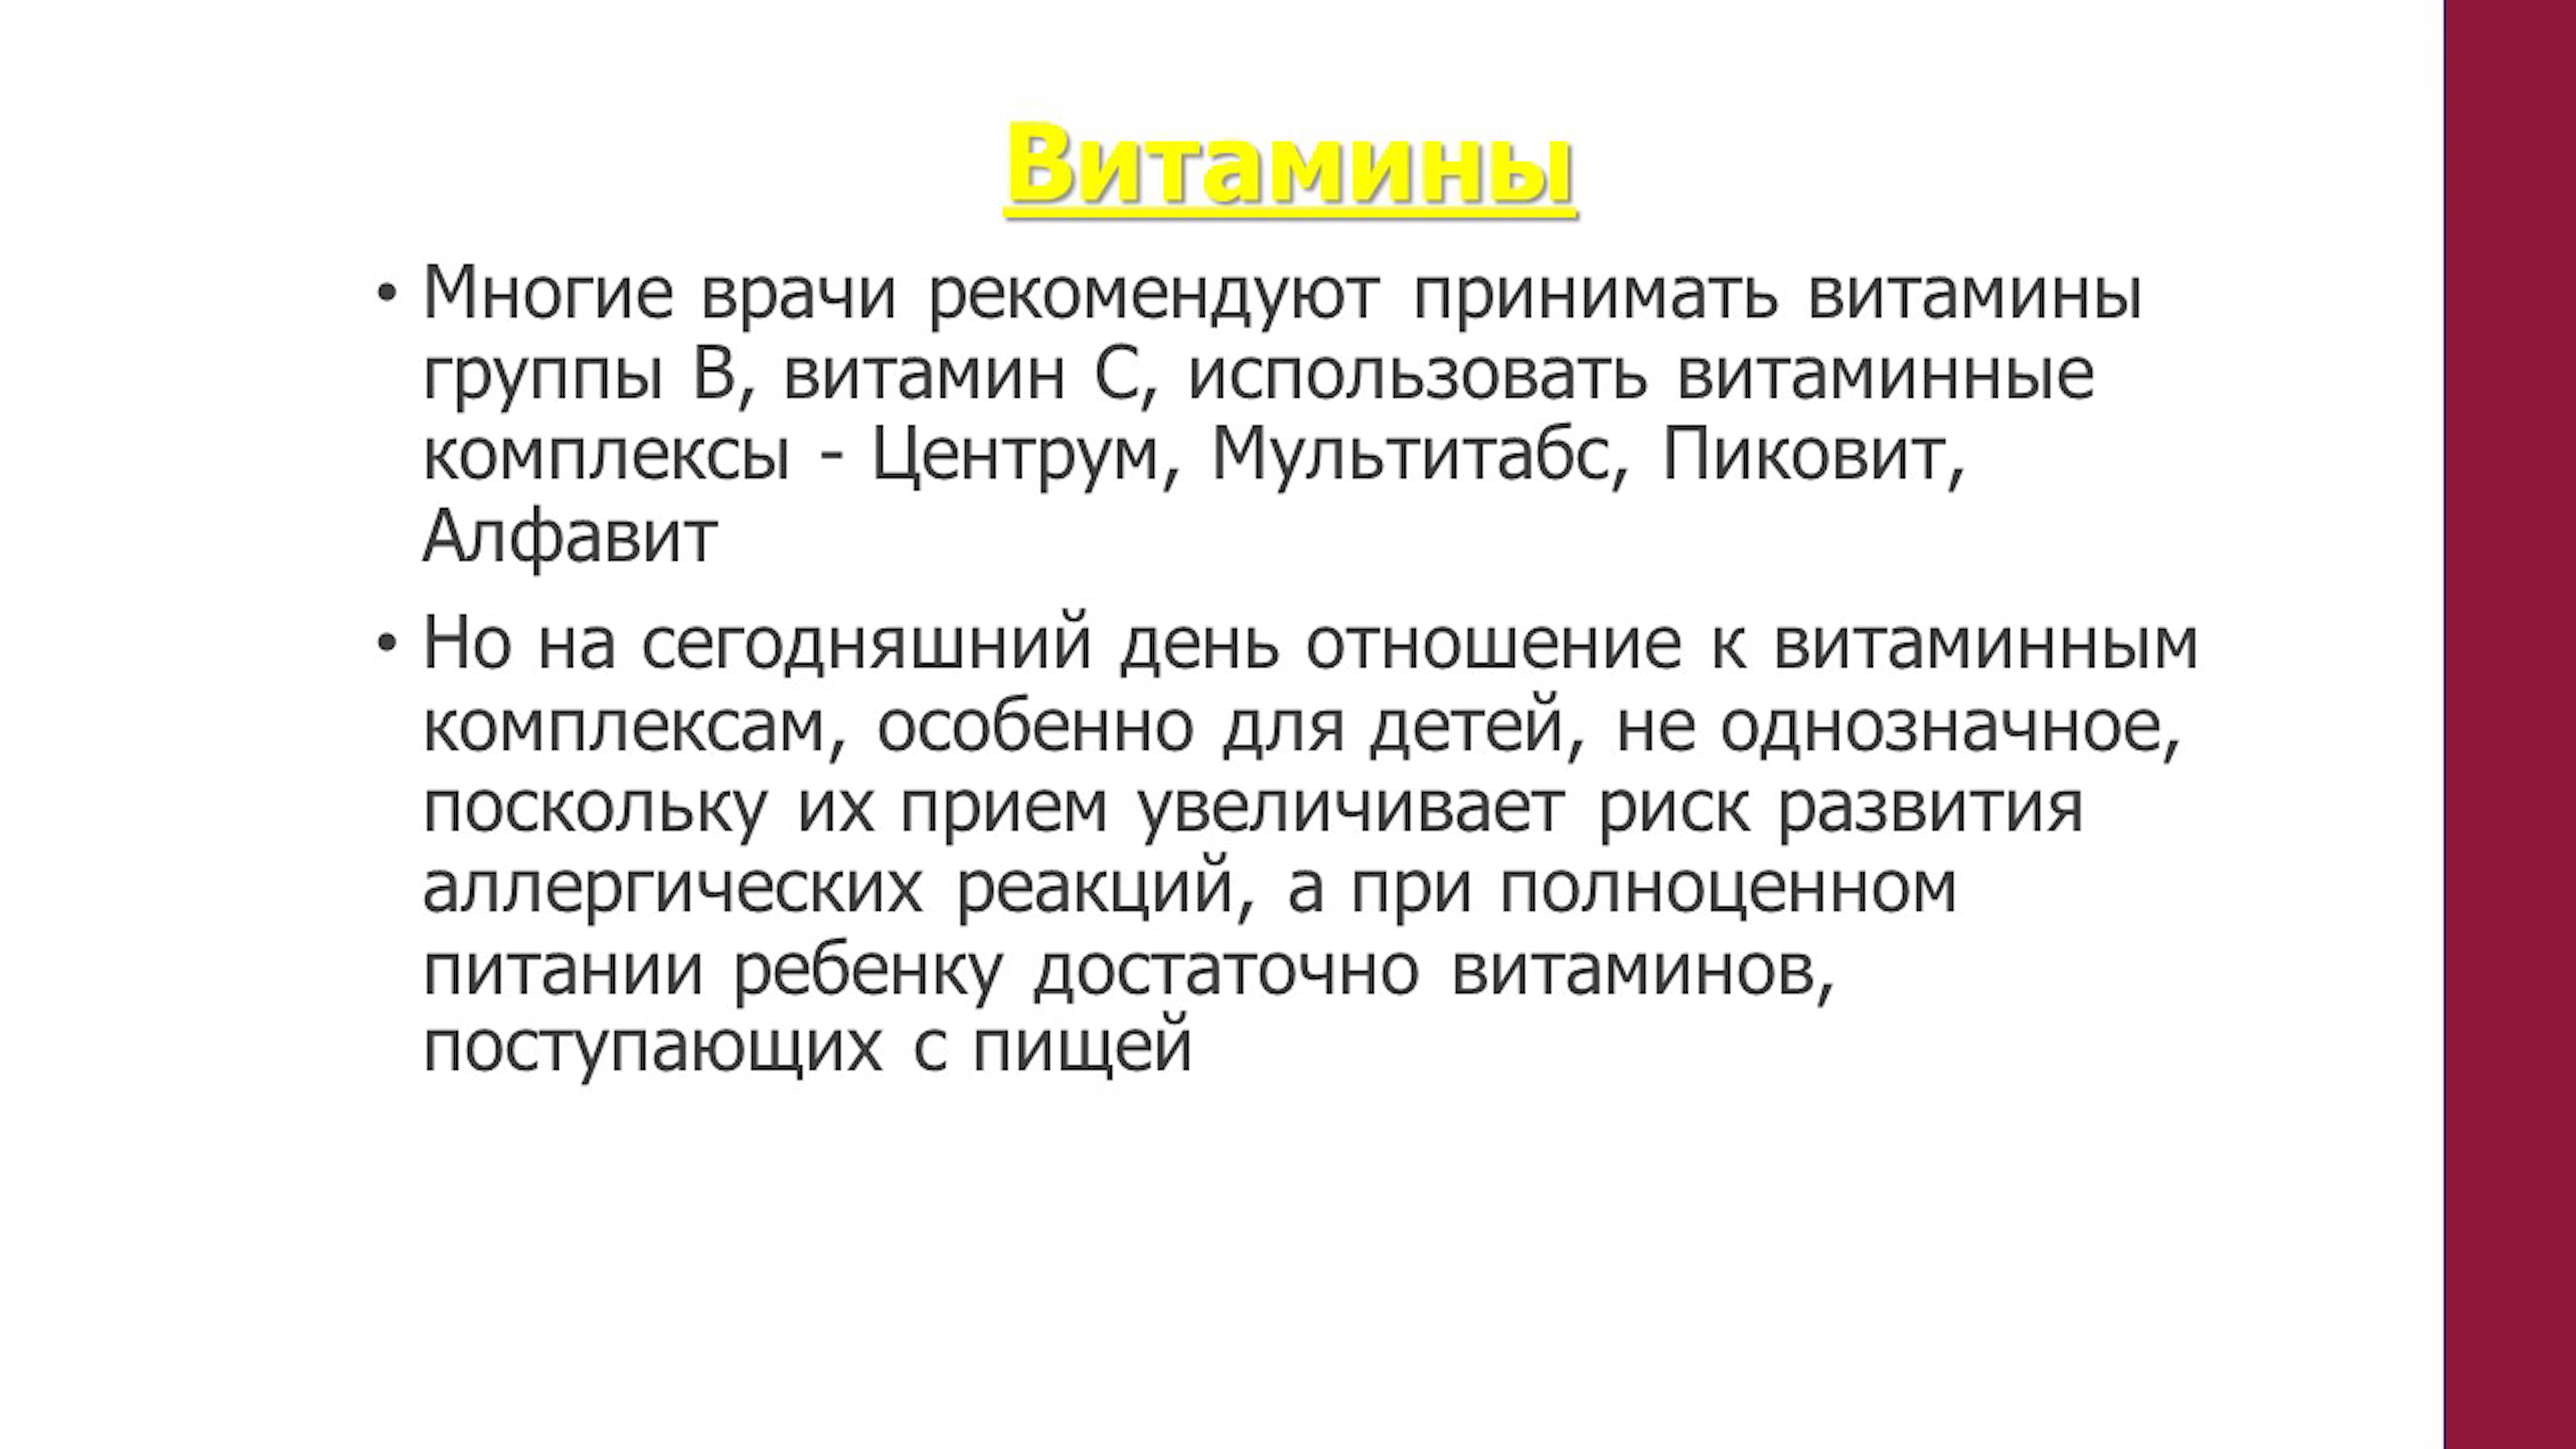 Витамины
• Многие врачи рекомендуют принимать витамины
группы В, витамин С, использовать витаминные
комплексы - Центрум, Мультитабс, Пиковит,
Алфавит
• Но на сегодняшний день отношение к витаминным
комплексам, особенно для детей, не однозначное,
поскольку их прием увеличивает риск развития
аллергических реакций, а при полноценном
питании ребенку достаточно витаминов,
поступающих с пищей